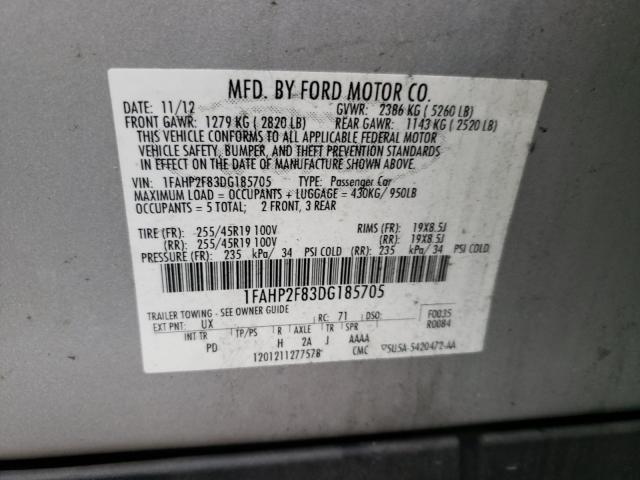 MFD. BY FORD MOTOR CO.
DATE: 11/12 GVWR: 2386 KG ( 5260 LB)
FRONT GAWR: 1279 KG ( 2820 LB) REAR GAWR: 1143 KG ( 2520 LB)
THIS VEHICLE CONFORMS TO ALL APPLICABLE FEDERAL MOTOR
VEHICLE SAFETY, BUMPER, AND THEFT PREVENTION STANDARDS
IN EFFECT ON THE DATE OF MANUFACTURE SHOWN ABOVE.
VIN: 1FAHP2F83DG185705 TYPE: Passenger Car
MAXIMUM LOAD = OCCUPANTS + LUGGAGE = 430KG/ 950LB
OCCUPANTS = 5 TOTAL; 2 FRONT, 3 REAR
TIRE (FR): 255/45R19 100V RIMS (FR): 19X8.5J
(RR): 255/45R19 100V (RR): 19X8.5J
PRESSURE (FR): 235 kPa/ 34 PSI COLD (RR): 235 kPa/ 34 PSI COLD
1FAHP2F83DG185705
TRAILER TOWING - SEE OWNER GUIDE
EXT PNT: UX RC: 71 DSO: F0035
R0084
INT TR TP/PS R AXLE TR SPR
PD H 2A J AAAA
1201211277578 CMC 5U5A-5420472-AA